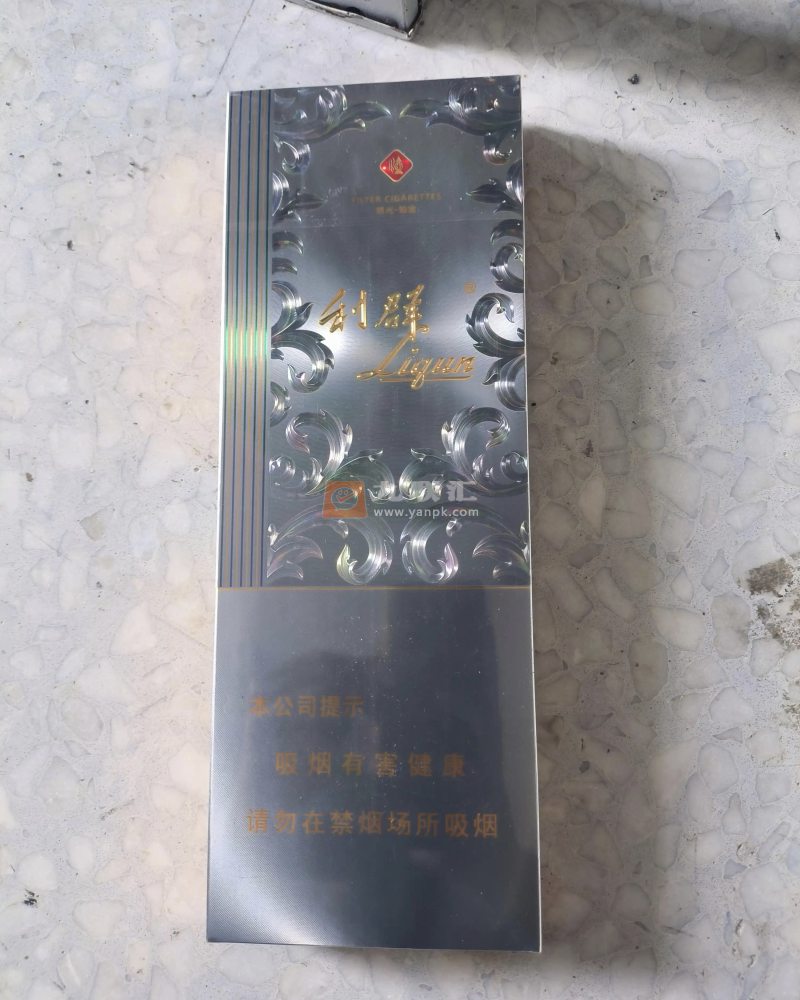 FILTER CIGARETTES
利群
®
Liqun
www.yanpk.com
本公司提示
吸烟有害健康
请勿在禁烟场所吸烟